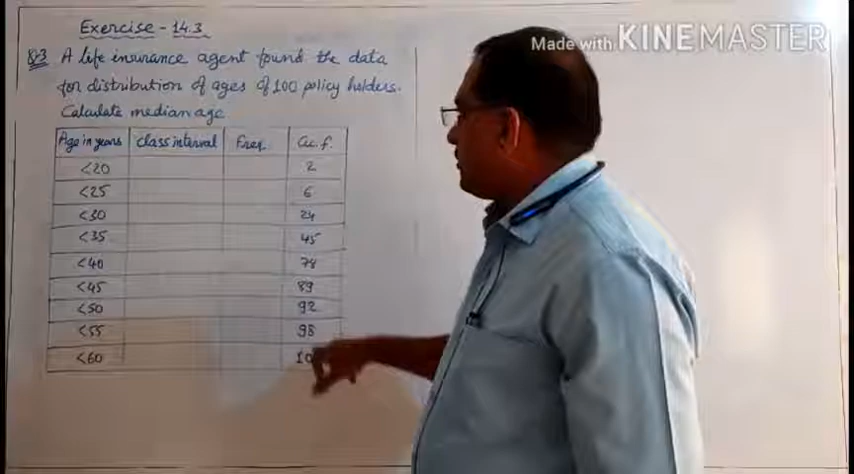 Made with KINEMASTER
Exercise - 14.3
Q.3 A life insurance agent found the data
for distribution of ages of 100 policy holders.
Calculate median age
Age in years class interval Freq. Cu.f.
<20 2
<25 6
<30 24
<35 45
<40 78
<45 89
<50 92
<55 98
<60 10